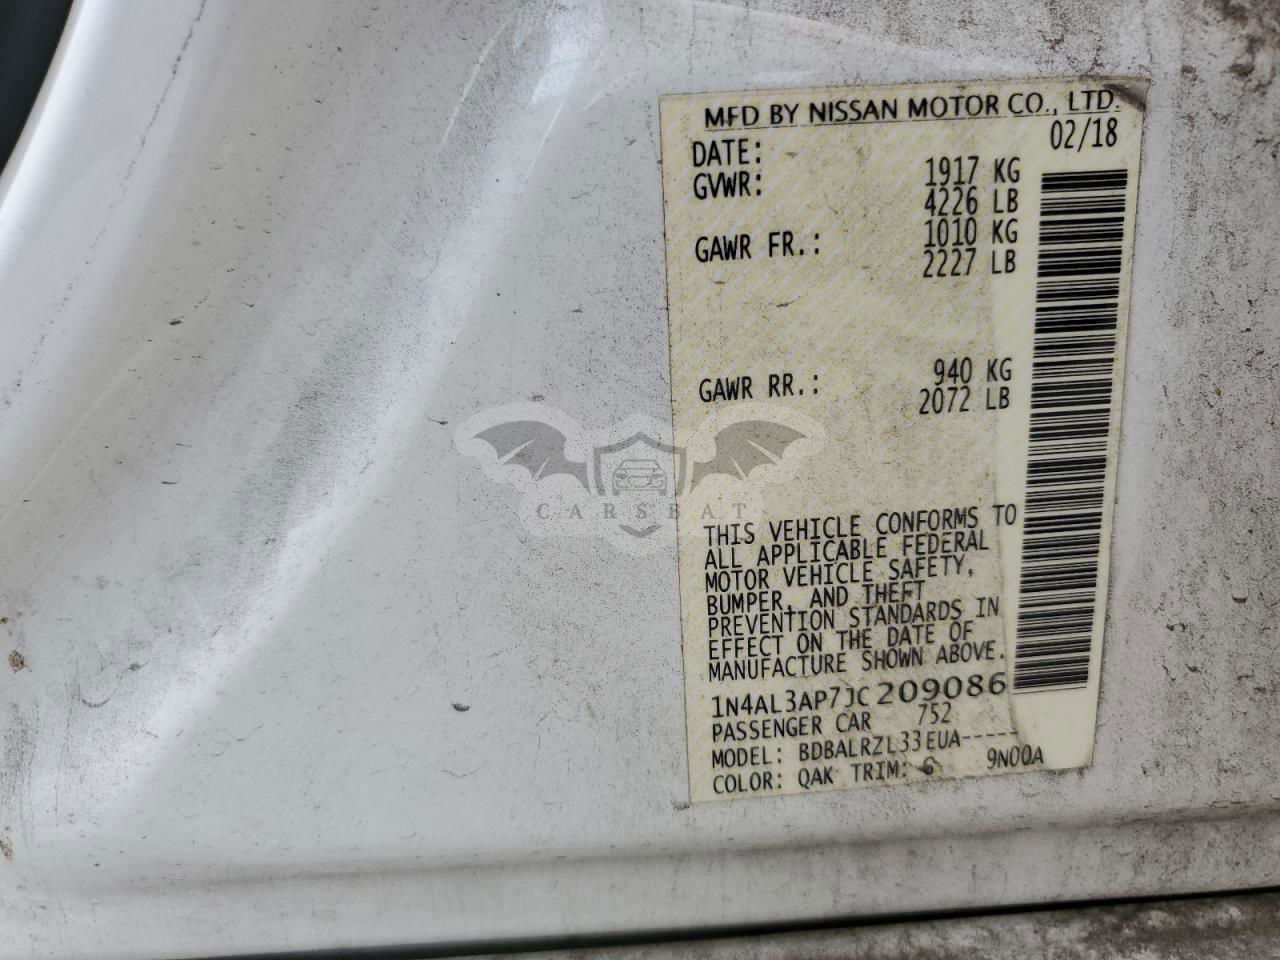 MFD BY NISSAN MOTOR CO., LTD.
DATE: 02/18
GVWR: 1917 KG
4226 LB
GAWR FR.: 1010 KG
2227 LB
GAWR RR.: 940 KG
2072 LB
CARSBAT
THIS VEHICLE CONFORMS TO
ALL APPLICABLE FEDERAL
MOTOR VEHICLE SAFETY,
BUMPER, AND THEFT
PREVENTION STANDARDS IN
EFFECT ON THE DATE OF
MANUFACTURE SHOWN ABOVE.
1N4AL3AP7JC209086
PASSENGER CAR 752
MODEL: BDBALRZL33EUA-----
COLOR: QAK TRIM: G 9N00A